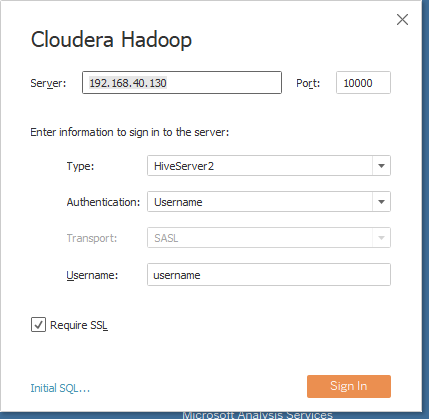 Cloudera Hadoop
Server: 192.168.40.130 Port: 10000
Enter information to sign in to the server:
Type: HiveServer2
Authentication: Username
Transport: SASL
Username: username
Require SSL
Initial SQL... Sign In
Microsoft Analysis Services